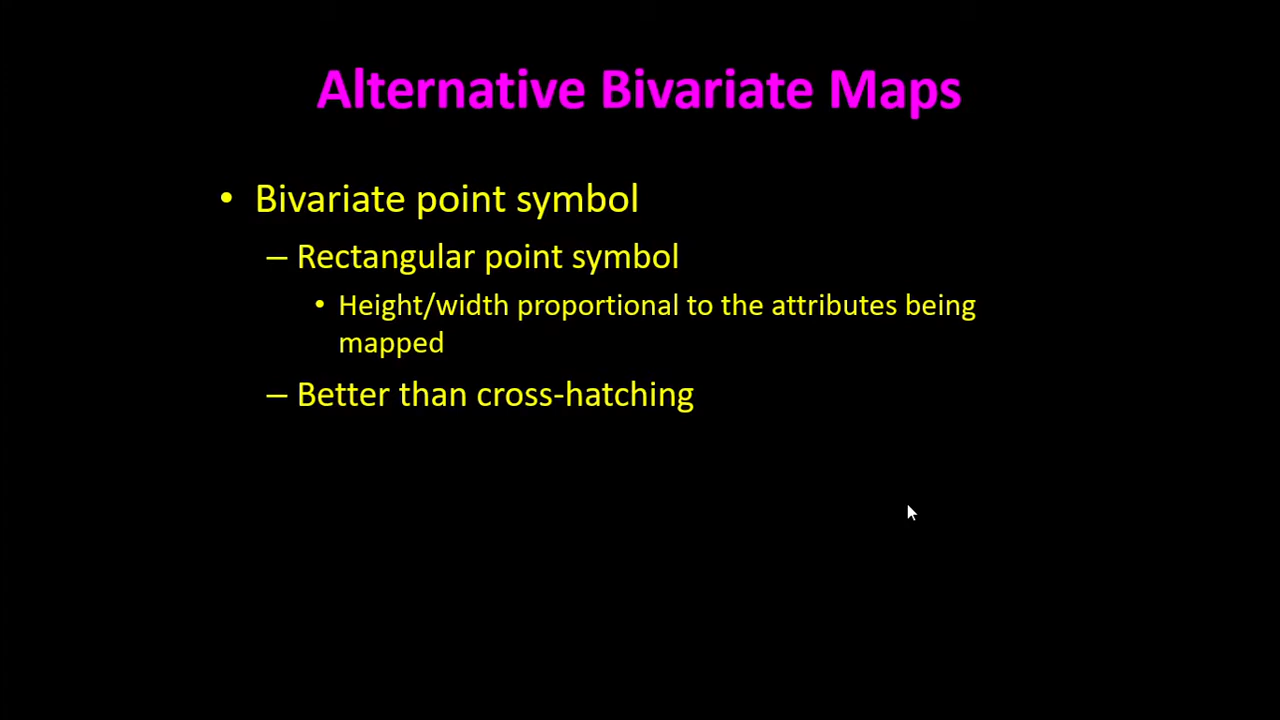 Alternative Bivariate Maps
• Bivariate point symbol
– Rectangular point symbol
• Height/width proportional to the attributes being
mapped
– Better than cross-hatching